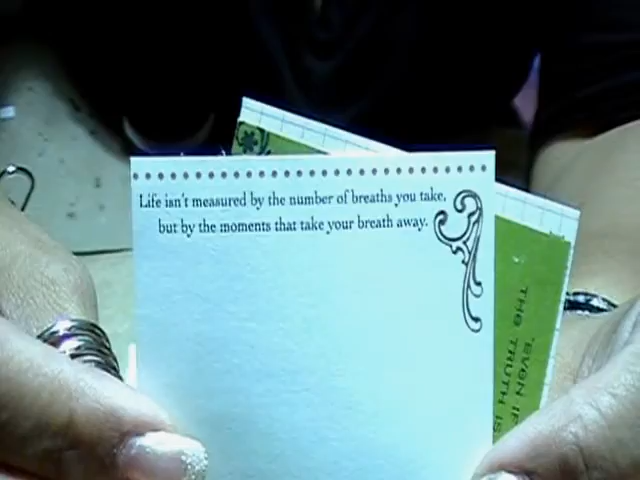 Life isn't measured by the number of breaths you take,
but by the moments that take your breath away.
"EVEN IF
THE TRUTH IS